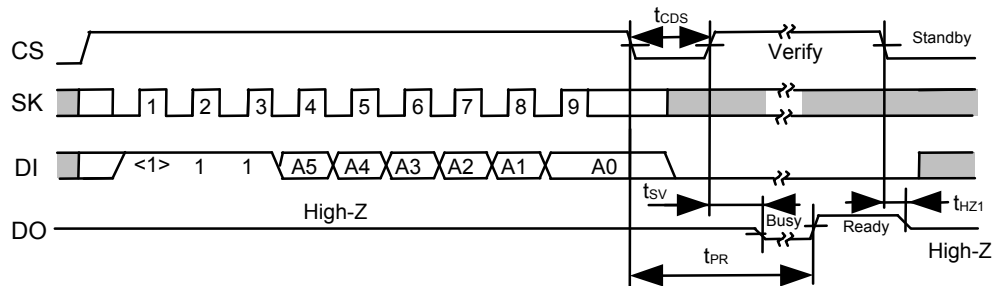 tCDS
CS
Verify
Standby
SK
1 2 3 4 5 6 7 8 9
DI
<1> 1 1 A5 A4 A3 A2 A1 A0
tSV
tHZ1
High-Z
Busy
Ready
DO
High-Z
tPR